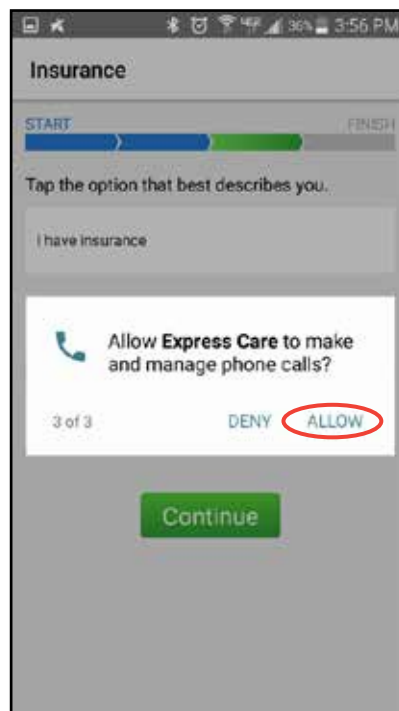 36% 3:56 PM
Insurance
START FINISH
Tap the option that best describes you.
I have insurance
Allow Express Care to make
and manage phone calls?
3 of 3 DENY ALLOW
Continue